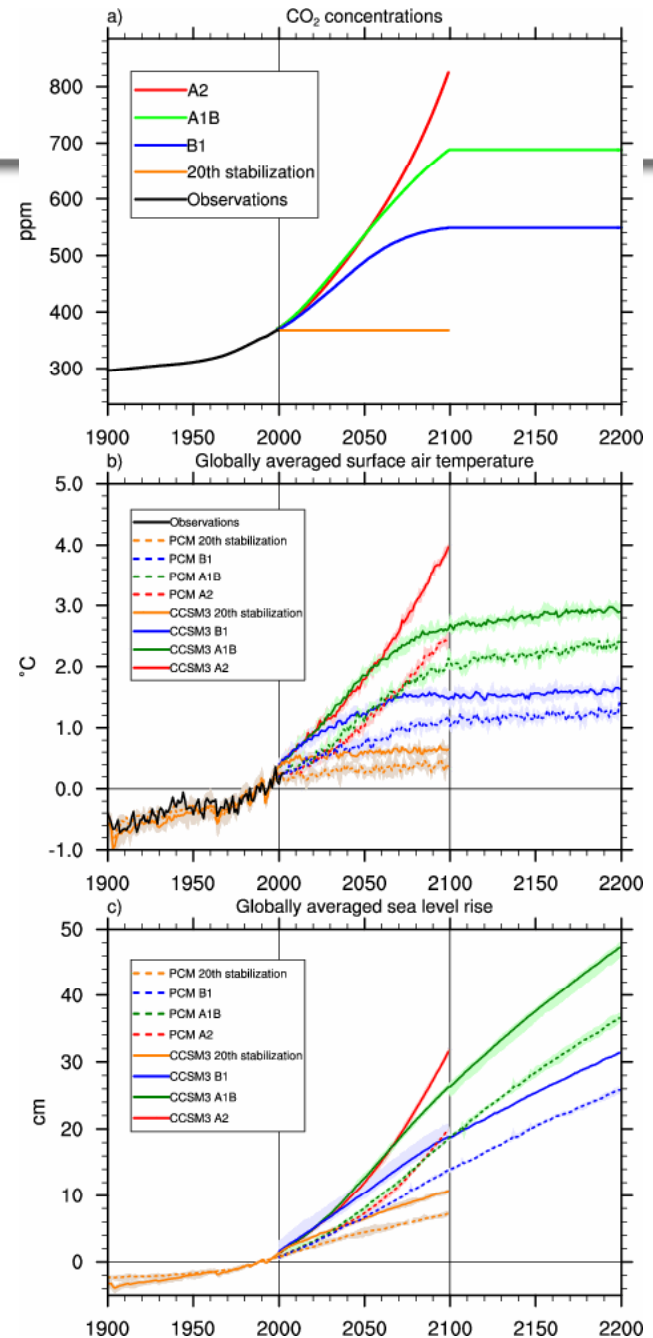 a) CO₂ concentrations
800
700
600
500
400
300
ppm
A2
A1B
B1
20th stabilization
Observations
1900 1950 2000 2050 2100 2150 2200
b) Globally averaged surface air temperature
5.0
4.0
3.0
2.0
1.0
0.0
-1.0
°C
Observations
PCM 20th stabilization
PCM B1
PCM A1B
PCM A2
CCSM3 20th stabilization
CCSM3 B1
CCSM3 A1B
CCSM3 A2
1900 1950 2000 2050 2100 2150 2200
c) Globally averaged sea level rise
50
40
30
20
10
0
cm
PCM 20th stabilization
PCM B1
PCM A1B
PCM A2
CCSM3 20th stabilization
CCSM3 B1
CCSM3 A1B
CCSM3 A2
1900 1950 2000 2050 2100 2150 2200